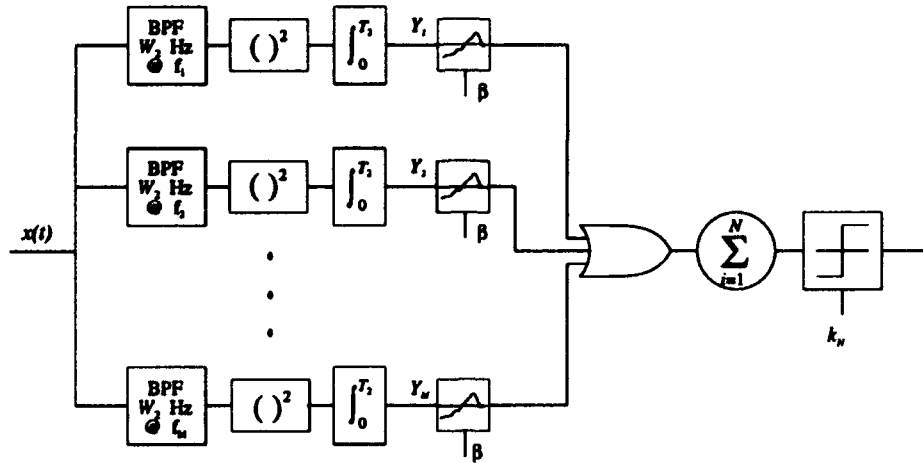 BPF
W₂ Hz
@ f₁
( )²
∫₀^T₂
Y₁
β
BPF
W₂ Hz
@ f₂
( )²
∫₀^T₂
Y₂
β
x(t)
N
∑
i=1
k_N
BPF
W₂ Hz
@ f_M
( )²
∫₀^T₂
Y_M
β